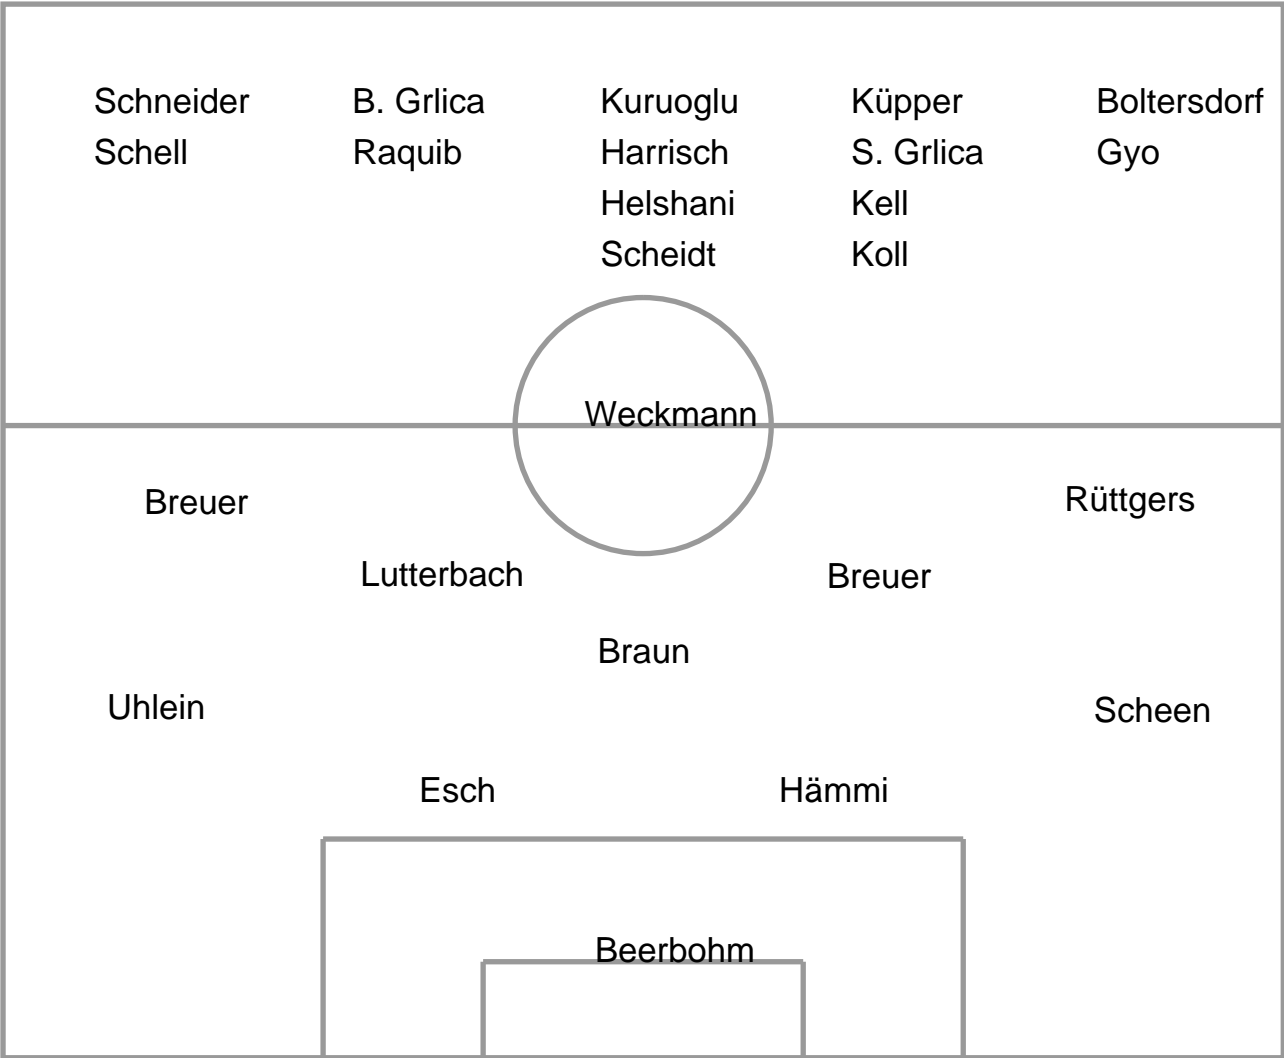 Schneider B. Grlica Kuruoglu Küpper Boltersdorf
Schell Raquib Harrisch S. Grlica Gyo
Helshani Kell
Scheidt Koll
Weckmann
Breuer Rüttgers
Lutterbach Breuer
Braun
Uhlein Scheen
Esch Hämmi
Beerbohm